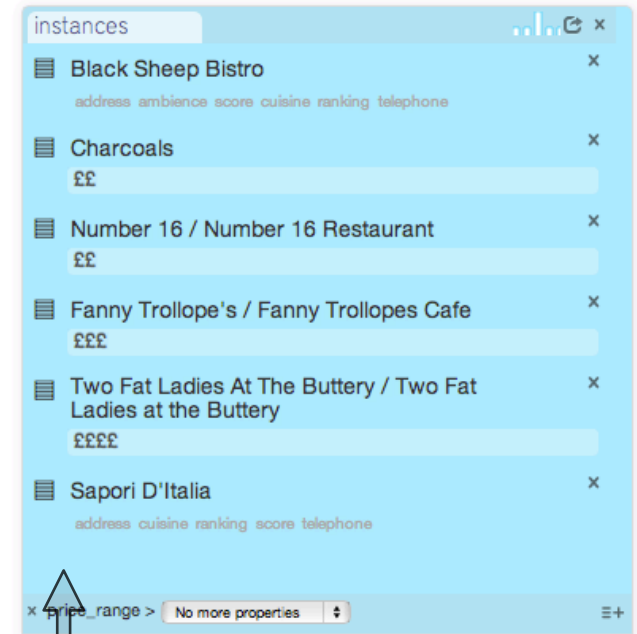 instances
×
Black Sheep Bistro
×
address ambience score cuisine ranking telephone
Charcoals
×
££
Number 16 / Number 16 Restaurant
×
££
Fanny Trollope's / Fanny Trollopes Cafe
×
£££
Two Fat Ladies At The Buttery / Two Fat
×
Ladies at the Buttery
££££
Sapori D'Italia
×
address cuisine ranking score telephone
× price_range > No more properties